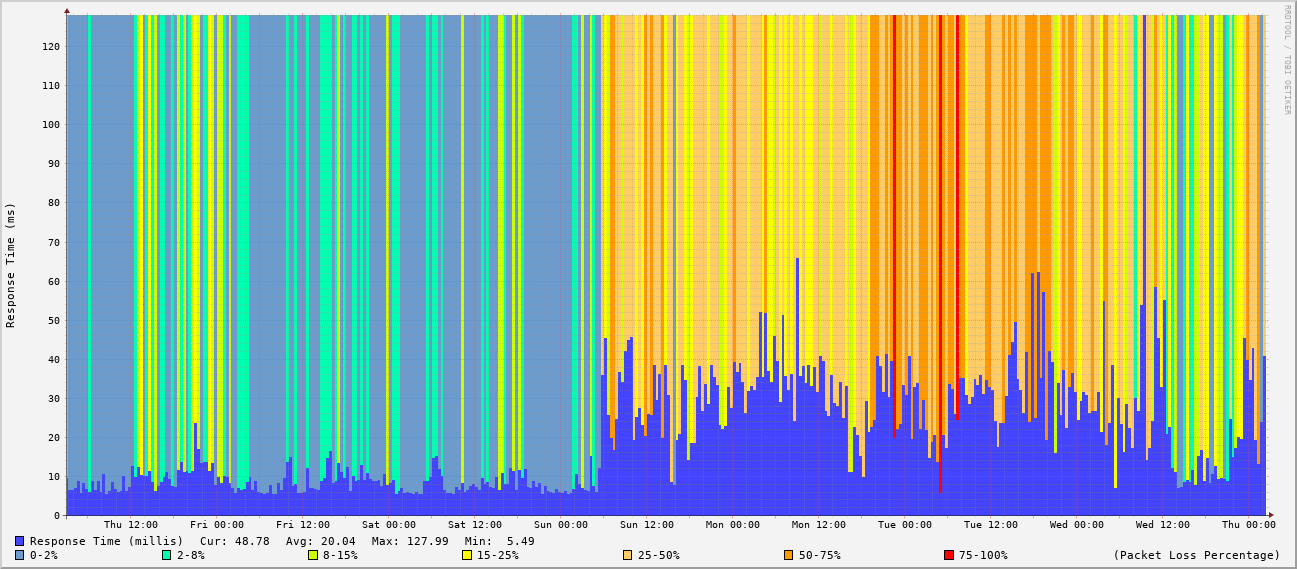 RRDTOOL / TOBI OETIKER
Response Time (ms)
120
110
100
90
80
70
60
50
40
30
20
10
0
Thu 12:00 Fri 00:00 Fri 12:00 Sat 00:00 Sat 12:00 Sun 00:00 Sun 12:00 Mon 00:00 Mon 12:00 Tue 00:00 Tue 12:00 Wed 00:00 Wed 12:00 Thu 00:00
Response Time (millis) Cur: 48.78 Avg: 20.04 Max: 127.99 Min: 5.49
0-2% 2-8% 8-15% 15-25% 25-50% 50-75% 75-100% (Packet Loss Percentage)